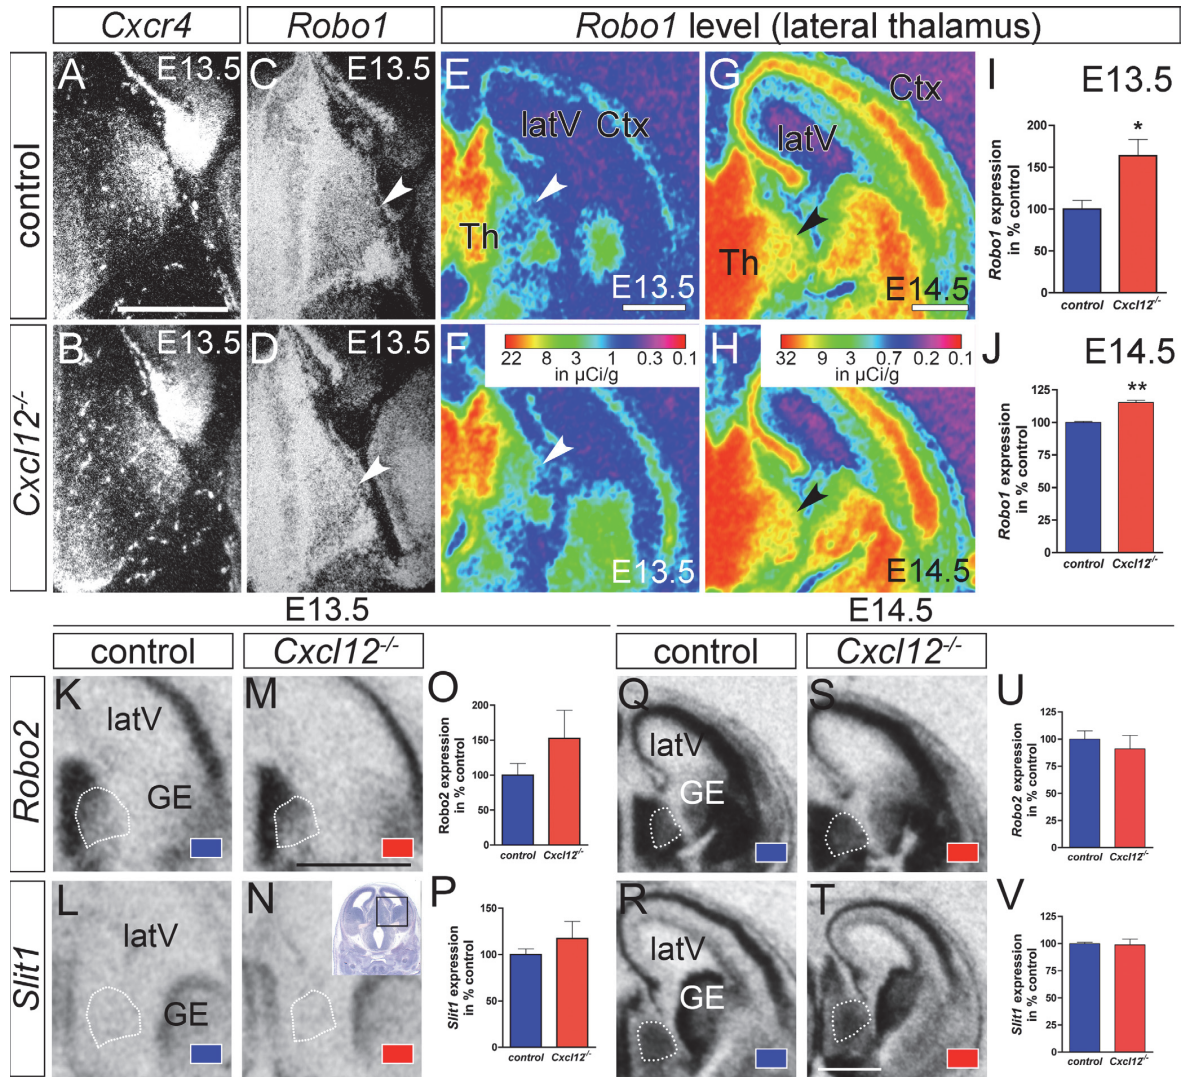 Cxcr4
Robo1
Robo1 level (lateral thalamus)
control
A
E13.5
C
E13.5
E
latV Ctx
Th
E13.5
G
Ctx
latV
Th
E14.5
I
E13.5
Robo1 expression
in % control
200
150
100
50
0
*
control
Cxcl12-/-
Cxcl12-/-
B
E13.5
D
E13.5
F
22 8 3 1 0.3 0.1
in μCi/g
E13.5
H
32 9 3 0.7 0.1
in μCi/g
E14.5
J
E14.5
Robo1 expression
in % control
125
100
75
50
25
0
**
control
Cxcl12-/-
E13.5
E14.5
control
Cxcl12-/-
control
Cxcl12-/-
Robo2
K
latV
GE
M
O
Robo2 expression
in % control
200
150
100
50
0
control
Cxcl12-/-
Q
latV
GE
S
U
Robo2 expression
in % control
125
100
75
50
25
0
control
Cxcl12-/-
Slit1
L
latV
GE
N
P
Slit1 expression
in % control
150
100
50
0
control
Cxcl12-/-
R
latV
GE
T
V
Slit1 expression
in % control
125
100
75
50
25
0
control
Cxcl12-/-